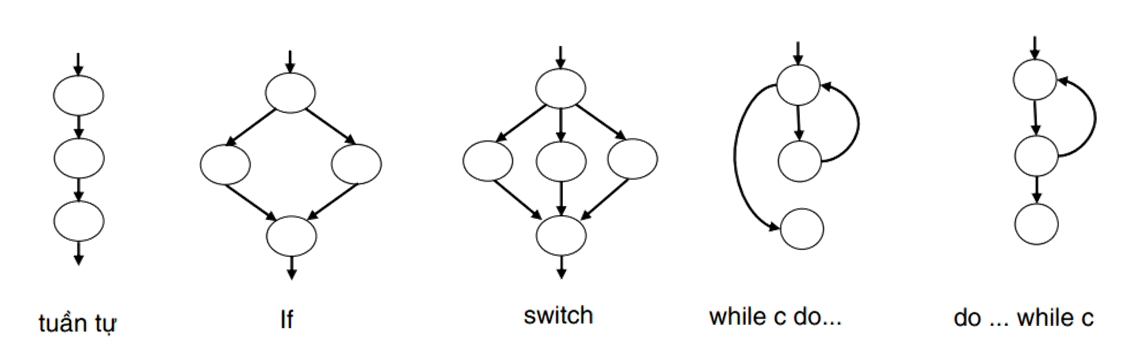 tuần tự
If
switch
while c do...
do ... while c